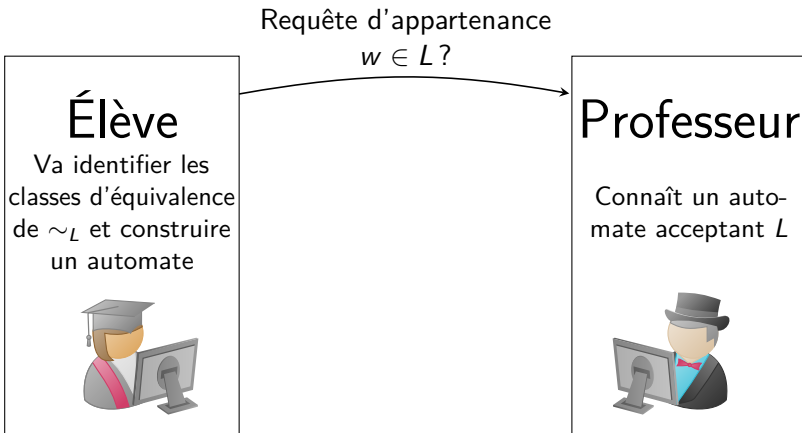 Requête d'appartenance
w ∈ L ?
Élève
Va identifier les
classes d'équivalence
de ∼L et construire
un automate
Professeur
Connaît un auto-
mate acceptant L